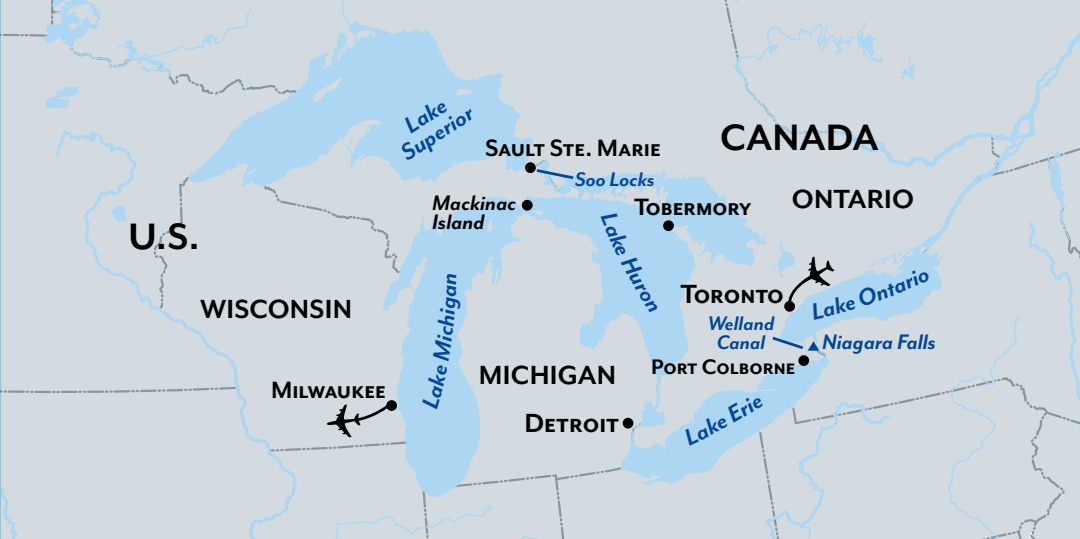 Lake
Superior
CANADA
SAULT STE. MARIE
Soo Locks
ONTARIO
Mackinac
Island
TOBERMORY
U.S.
Lake Huron
WISCONSIN
Lake Michigan
TORONTO
Lake Ontario
Welland
Canal
Niagara Falls
PORT COLBORNE
MICHIGAN
MILWAUKEE
DETROIT
Lake Erie